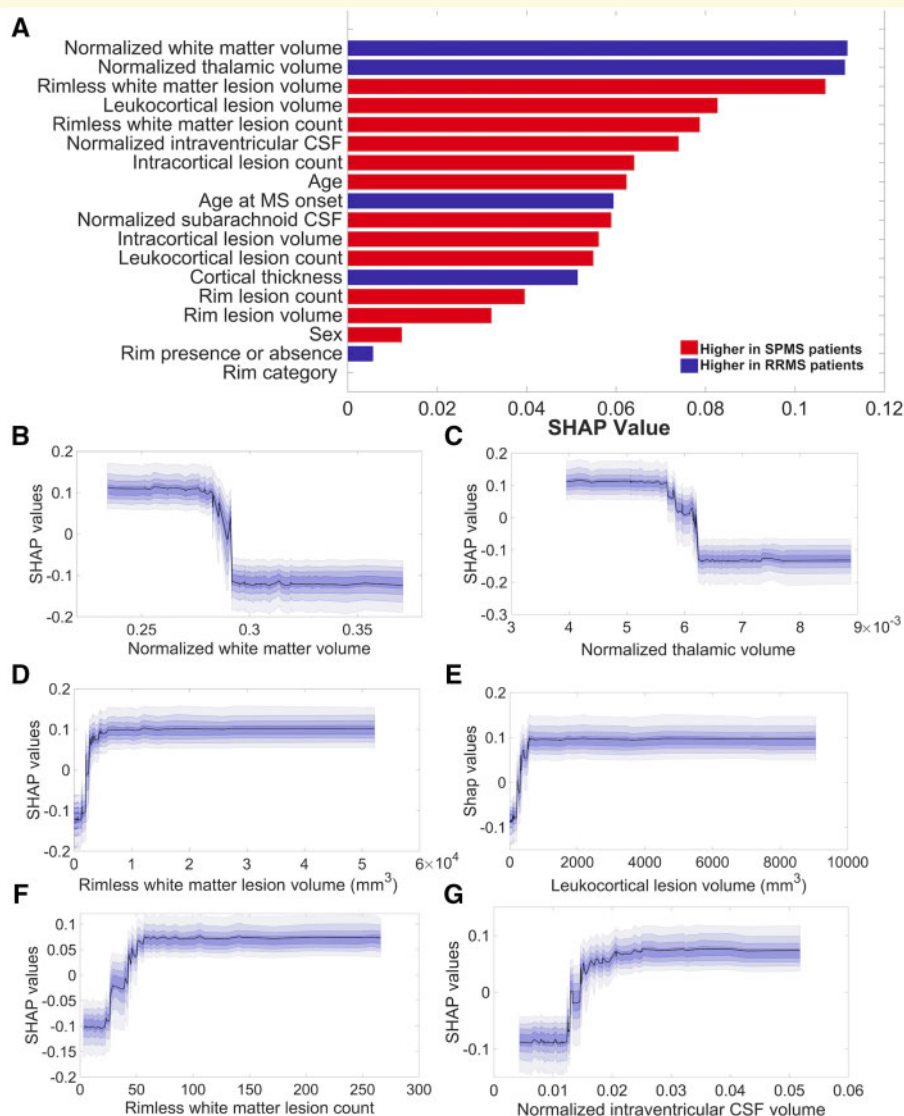 A
Normalized white matter volume
Normalized thalamic volume
Rimless white matter lesion volume
Leukocortical lesion volume
Rimless white matter lesion count
Normalized intraventricular CSF
Intracortical lesion count
Age
Age at MS onset
Normalized subarachnoid CSF
Intracortical lesion volume
Leukocortical lesion count
Cortical thickness
Rim lesion count
Rim lesion volume
Sex
Rim presence or absence
Rim category
Higher in SPMS patients
Higher in RRMS patients
0 0.02 0.04 0.06 0.08 0.1 0.12
SHAP Value
B
0.2
0.1
0
-0.1
-0.2
SHAP values
0.25 0.3 0.35
Normalized white matter volume
C
0.2
0.1
0
-0.1
-0.2
-0.3
SHAP values
3 4 5 6 7 8 9×10⁻³
Normalized thalamic volume
D
0.2
0.1
0
-0.1
-0.2
SHAP values
0 1 2 3 4 5 6×10⁴
Rimless white matter lesion volume (mm³)
E
0.2
0.1
0
-0.1
Shap values
0 2000 4000 6000 8000 10000
Leukocortical lesion volume (mm³)
F
0.1
0.05
0
-0.05
-0.1
-0.15
-0.2
SHAP values
0 50 100 150 200 250 300
Rimless white matter lesion count
G
0.1
0
-0.1
SHAP values
0 0.01 0.02 0.03 0.04 0.05 0.06
Normalized intraventricular CSF volume